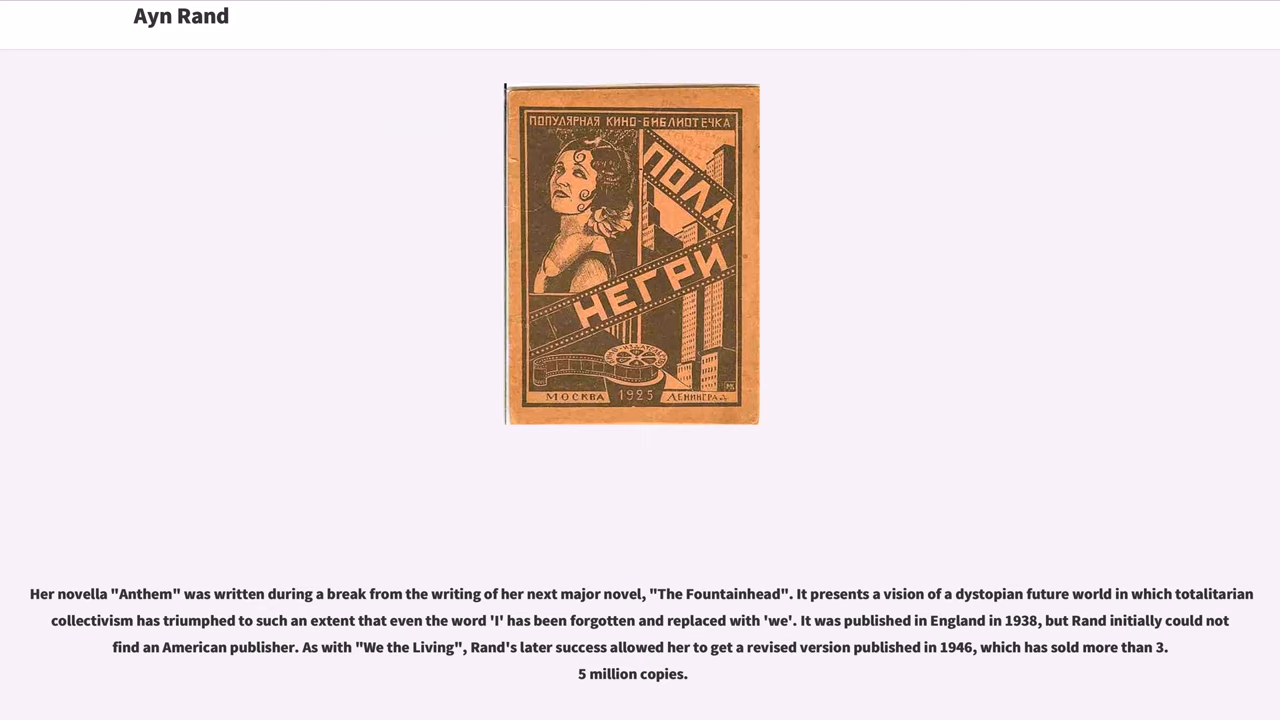 Ayn Rand
ПОПУЛЯРНАЯ КИНО-БИБЛИОТЕЧКА
ПОЛА
НЕГРИ
МОСКВА 1925 ЛЕНИНГРАД
Her novella "Anthem" was written during a break from the writing of her next major novel, "The Fountainhead". It presents a vision of a dystopian future world in which totalitarian
collectivism has triumphed to such an extent that even the word 'I' has been forgotten and replaced with 'we'. It was published in England in 1938, but Rand initially could not
find an American publisher. As with "We the Living", Rand's later success allowed her to get a revised version published in 1946, which has sold more than 3.
5 million copies.